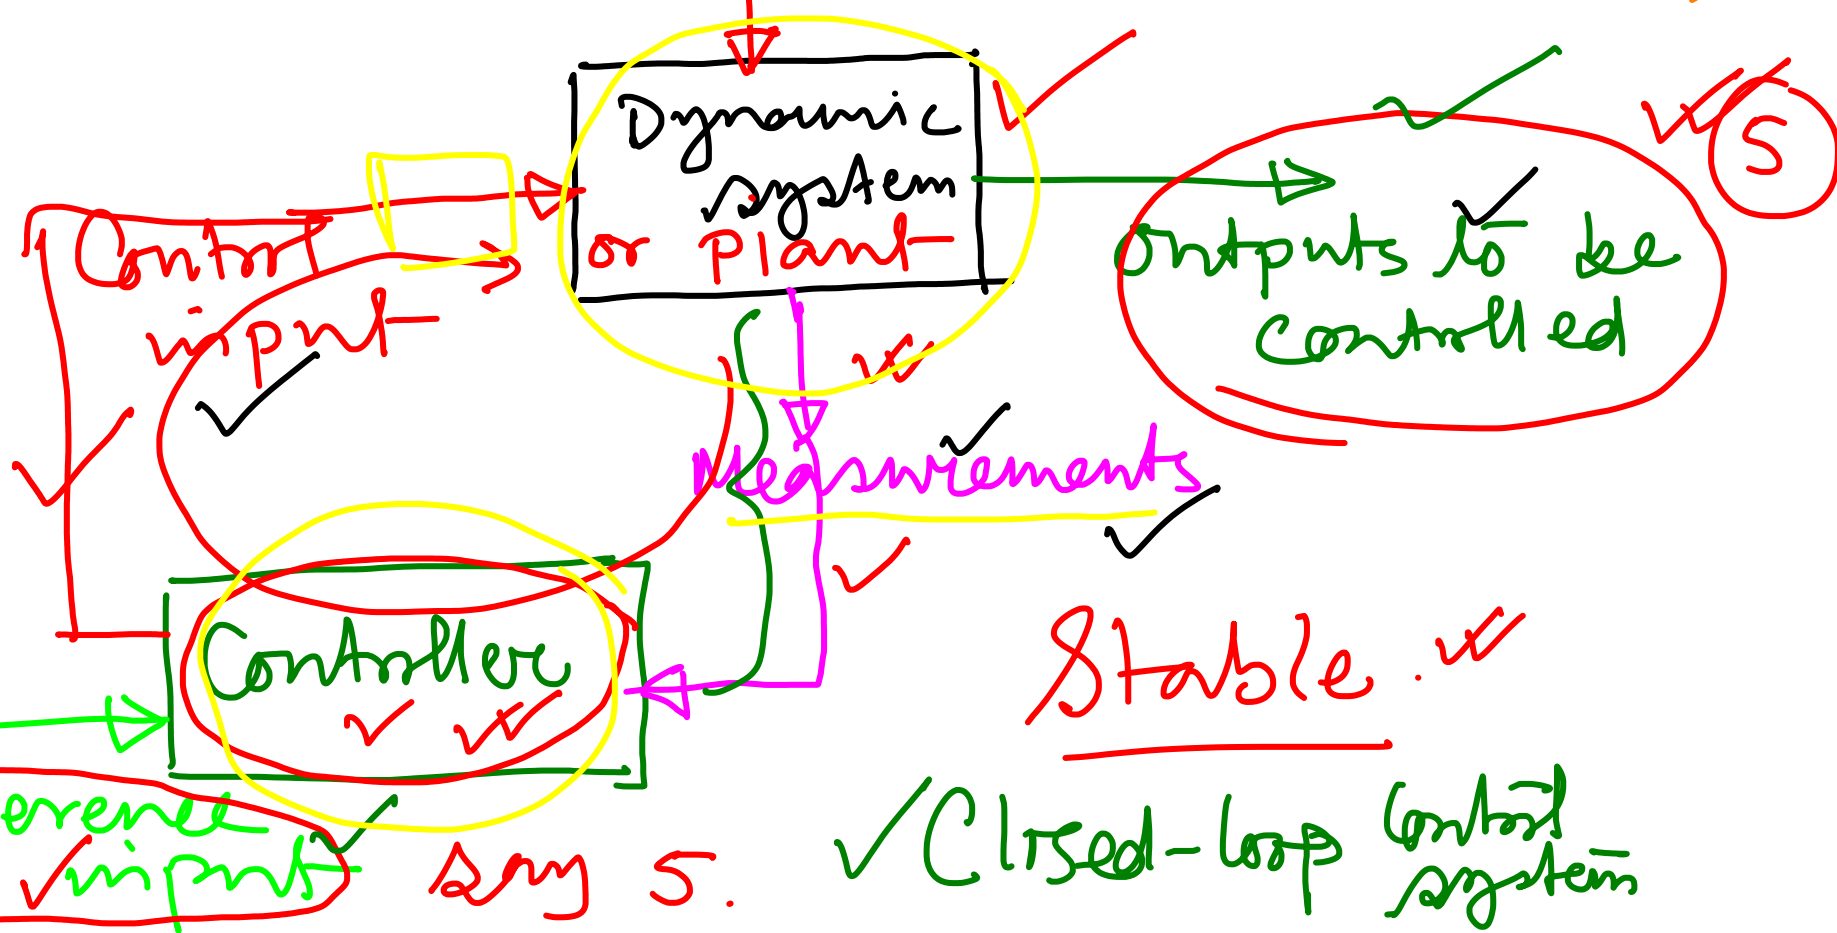 Dynamic
system
or Plant
S
Control
input
outputs to be
controlled
Measurements
Controller
Stable.
erence
input
say 5.
Closed-loop control
system